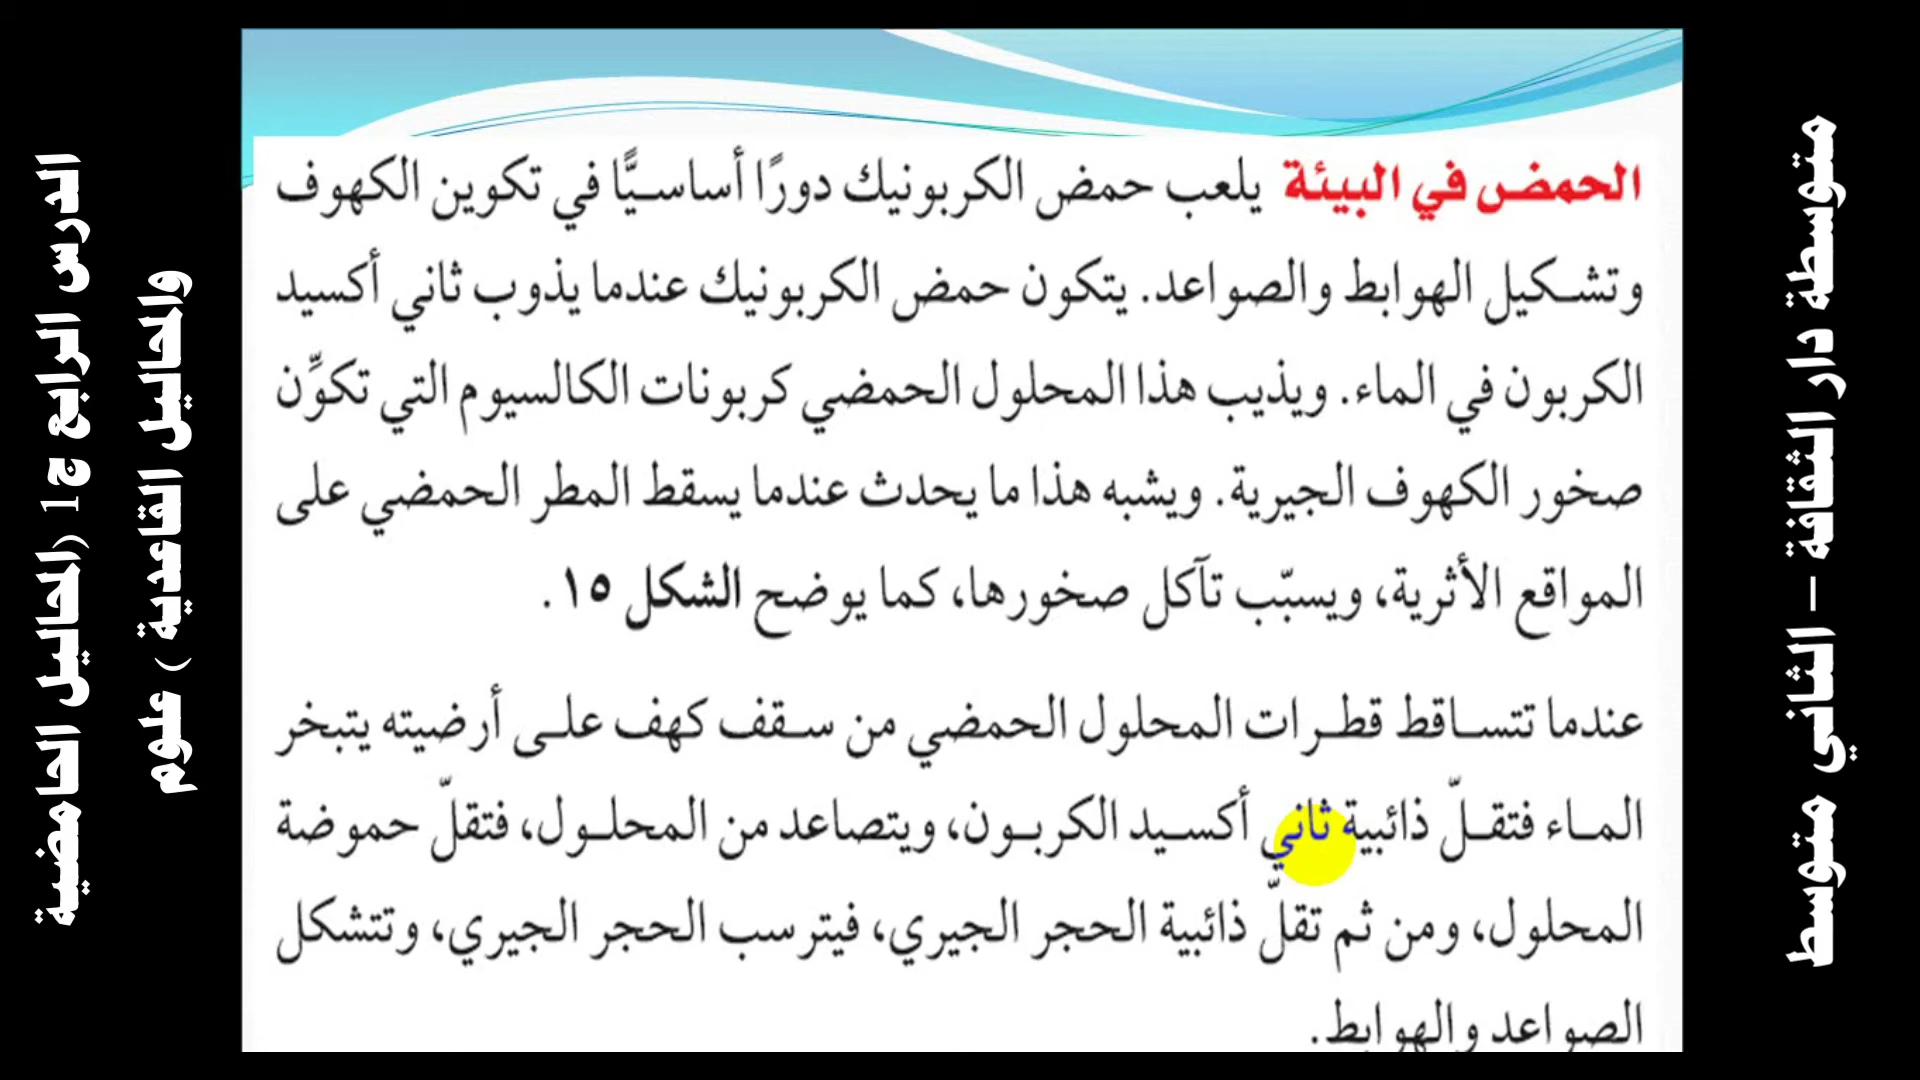 متوسطة دار الثقافة – الثاني متوسط
الحمض في البيئة يلعب حمض الكربونيك دورًا أساسيًّا في تكوين الكهوف
وتشكيل الهوابط والصواعد. يتكون حمض الكربونيك عندما يذوب ثاني أكسيد
الكربون في الماء. ويذيب هذا المحلول الحمضي كربونات الكالسيوم التي تكوِّن
صخور الكهوف الجيرية. ويشبه هذا ما يحدث عندما يسقط المطر الحمضي على
المواقع الأثرية، ويسبّب تآكل صخورها، كما يوضح الشكل ١٥.
عندما تتساقط قطرات المحلول الحمضي من سقف كهف على أرضيته يتبخر
الماء فتقلّ ذائبية ثاني أكسيد الكربون، ويتصاعد من المحلول، فتقلّ حموضة
المحلول، ومن ثم تقلّ ذائبية الحجر الجيري، فيترسب الحجر الجيري، وتتشكل
الصواعد والهوابط.
الدرس الرابع ج1 (المحاليل الحامضية
والمحاليل القاعدية ) علوم